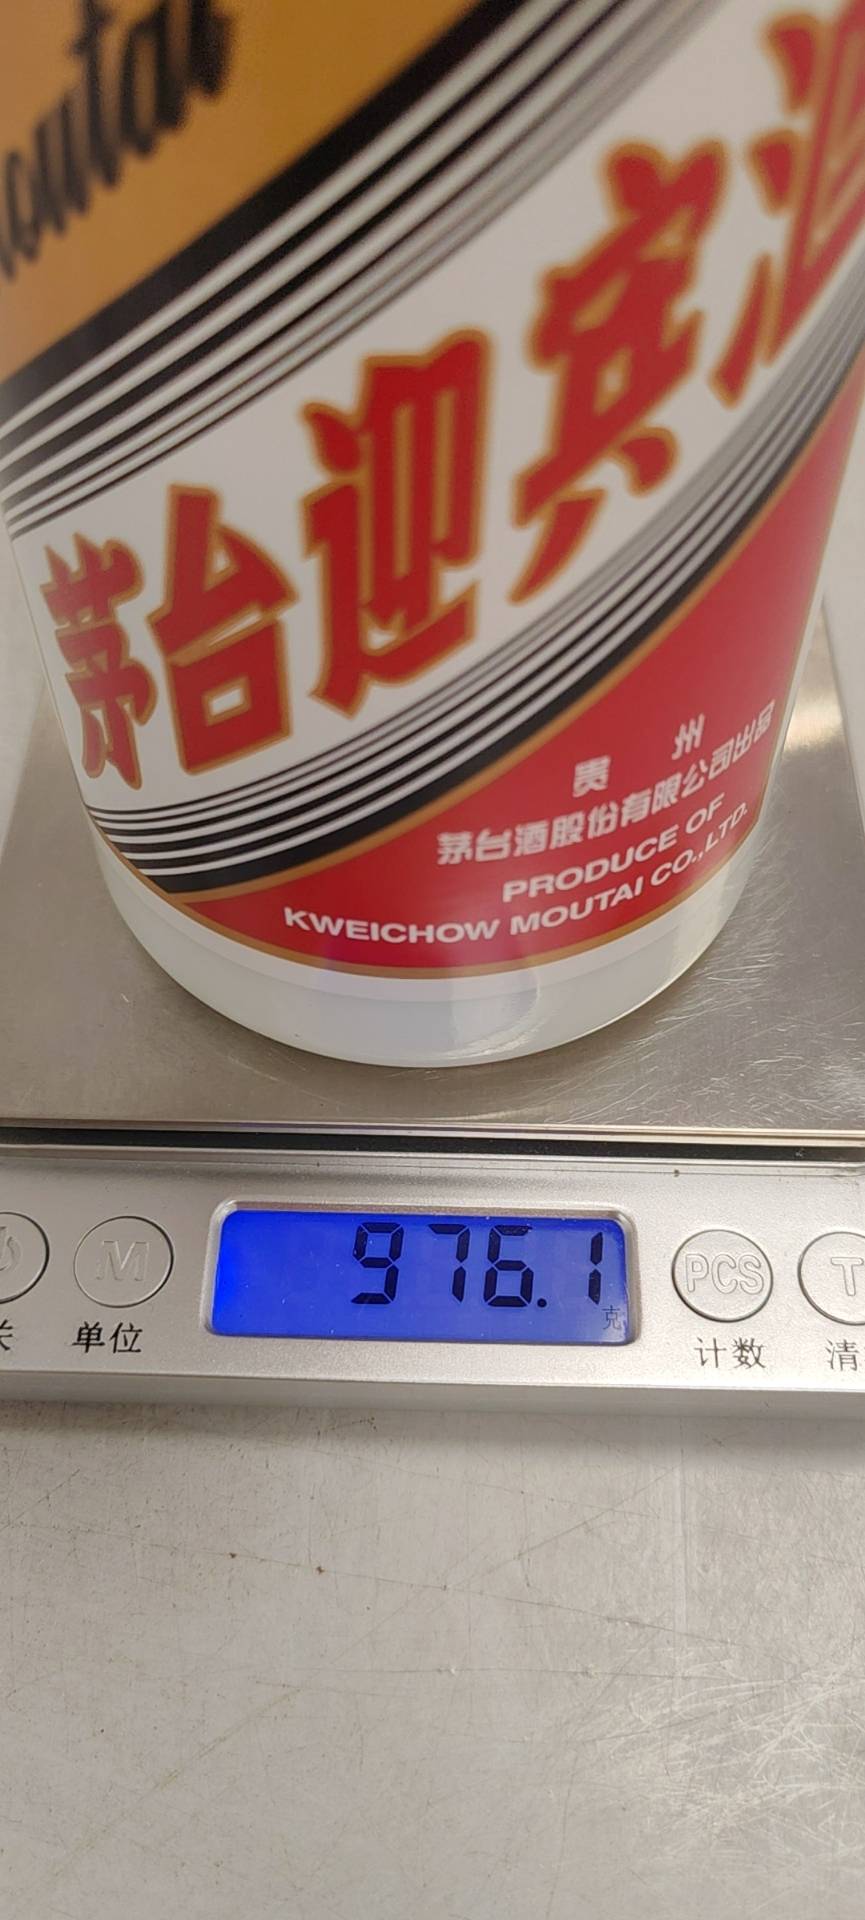 outai
茅台迎宾酒
贵州
茅台酒股份有限公司出品
PRODUCE OF
KWEICHOW MOUTAI CO.,LTD.
976.1
克
M
PCS
T
关
单位
计数
清